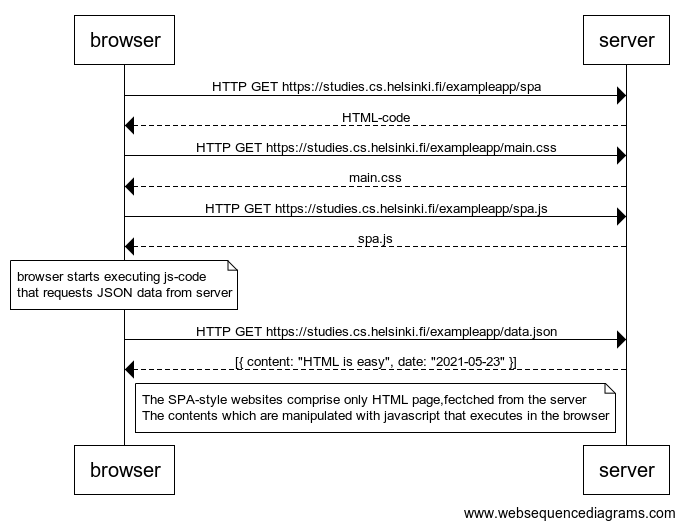 browser server
HTTP GET https://studies.cs.helsinki.fi/exampleapp/spa
HTML-code
HTTP GET https://studies.cs.helsinki.fi/exampleapp/main.css
main.css
HTTP GET https://studies.cs.helsinki.fi/exampleapp/spa.js
spa.js
browser starts executing js-code
that requests JSON data from server
HTTP GET https://studies.cs.helsinki.fi/exampleapp/data.json
[{ content: "HTML is easy", date: "2021-05-23" }]
The SPA-style websites comprise only HTML page,fectched from the server
The contents which are manipulated with javascript that executes in the browser
browser server
www.websequencediagrams.com